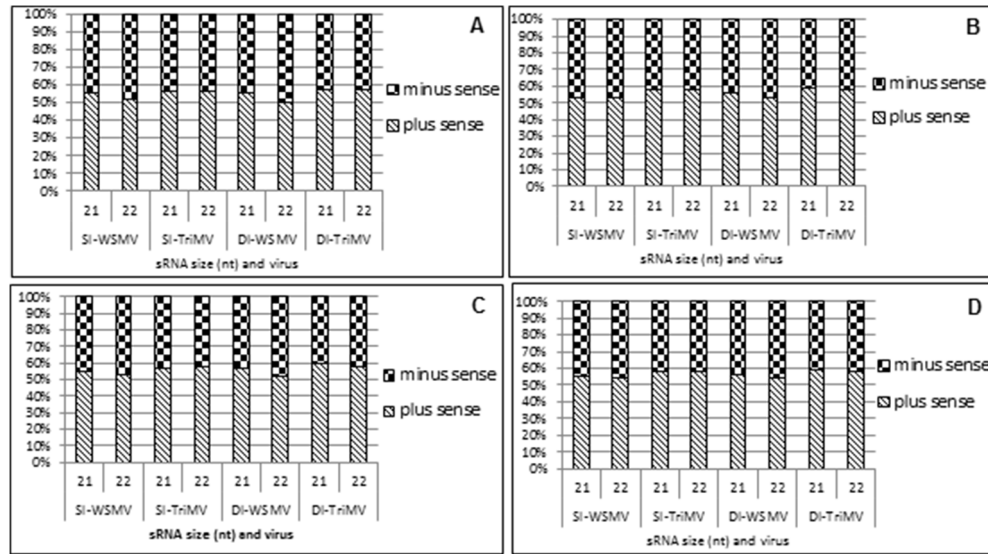 A
100%
90%
80%
70%
60%
50%
40%
30%
20%
10%
0%
minus sense
plus sense
21 22 21 22 21 22 21 22
SI-WSMV SI-TriMV DI-WSMV DI-TriMV
sRNA size (nt) and virus
B
100%
90%
80%
70%
60%
50%
40%
30%
20%
10%
0%
minus sense
plus sense
21 22 21 22 21 22 21 22
SI-WSMV SI-TriMV DI-WSMV DI-TriMV
sRNA size (nt) and virus
C
100%
90%
80%
70%
60%
50%
40%
30%
20%
10%
0%
minus sense
plus sense
21 22 21 22 21 22 21 22
SI-WSMV SI-TriMV DI-WSMV DI-TriMV
sRNA size (nt) and virus
D
100%
90%
80%
70%
60%
50%
40%
30%
20%
10%
0%
minus sense
plus sense
21 22 21 22 21 22 21 22
SI-WSMV SI-TriMV DI-WSMV DI-TriMV
sRNA size (nt) and virus